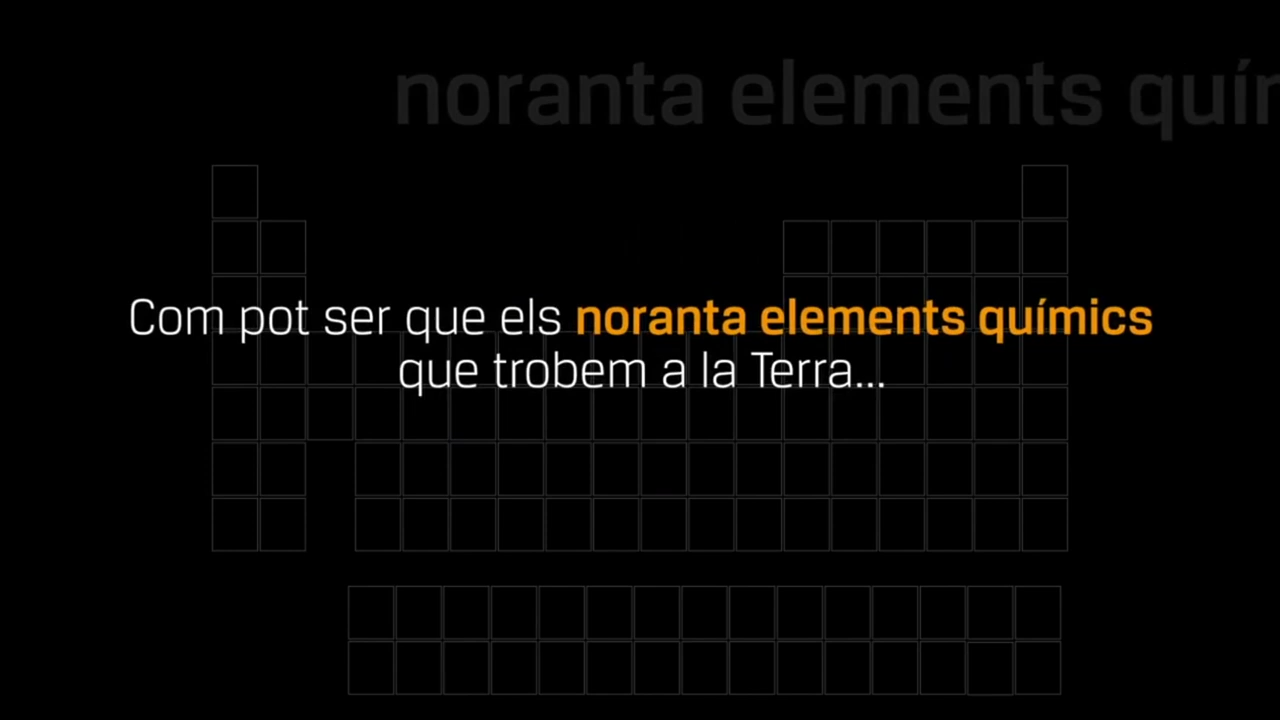 noranta elements quí
Com pot ser que els noranta elements químics
que trobem a la Terra...